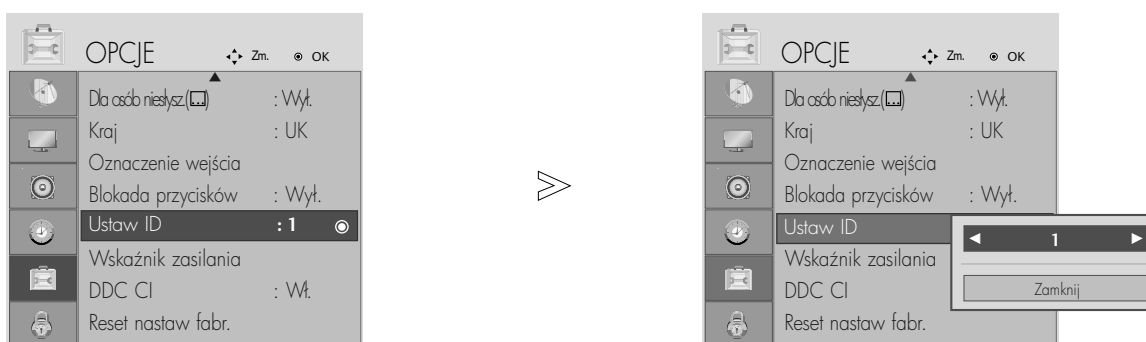 OPCJE Zm. OK
Dla osób niesłysz.( ) : Wył.
Kraj : UK
Oznaczenie wejścia
Blokada przycisków : Wył.
Ustaw ID : 1
Wskaźnik zasilania
DDC CI : Wł.
Reset nastaw fabr.
OPCJE Zm. OK
Dla osób niesłysz.( ) : Wył.
Kraj : UK
Oznaczenie wejścia
Blokada przycisków : Wył.
Ustaw ID
1
Wskaźnik zasilania
DDC CI
Zamknij
Reset nastaw fabr.